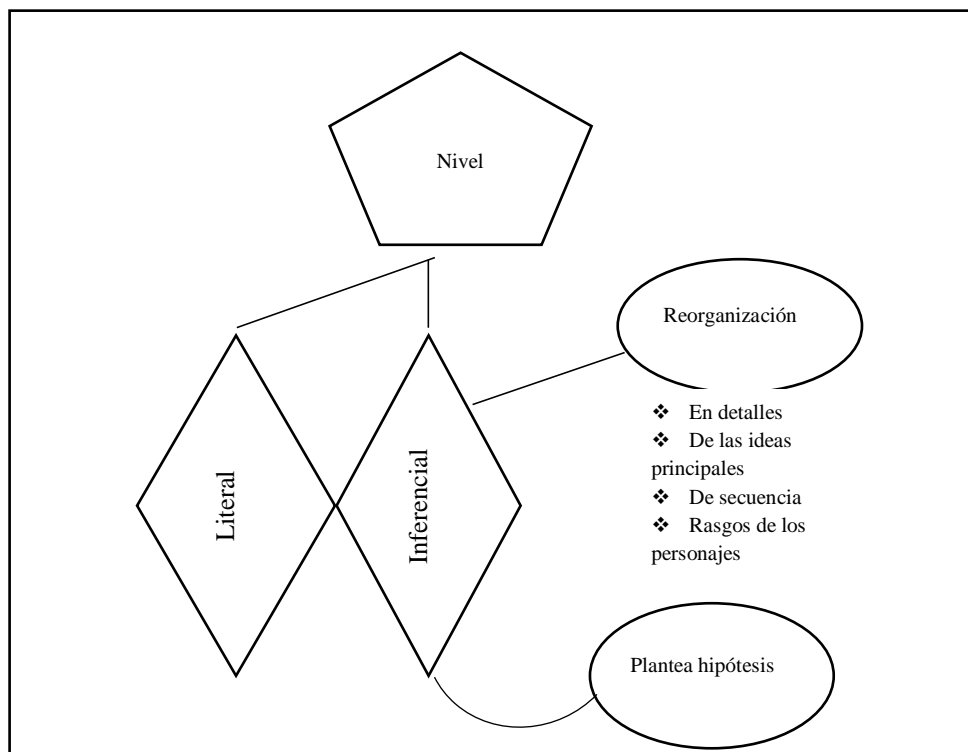 Nivel
Reorganización
❖ En detalles
❖ De las ideas
principales
❖ De secuencia
❖ Rasgos de los
personajes
Literal
Inferencial
Plantea hipótesis